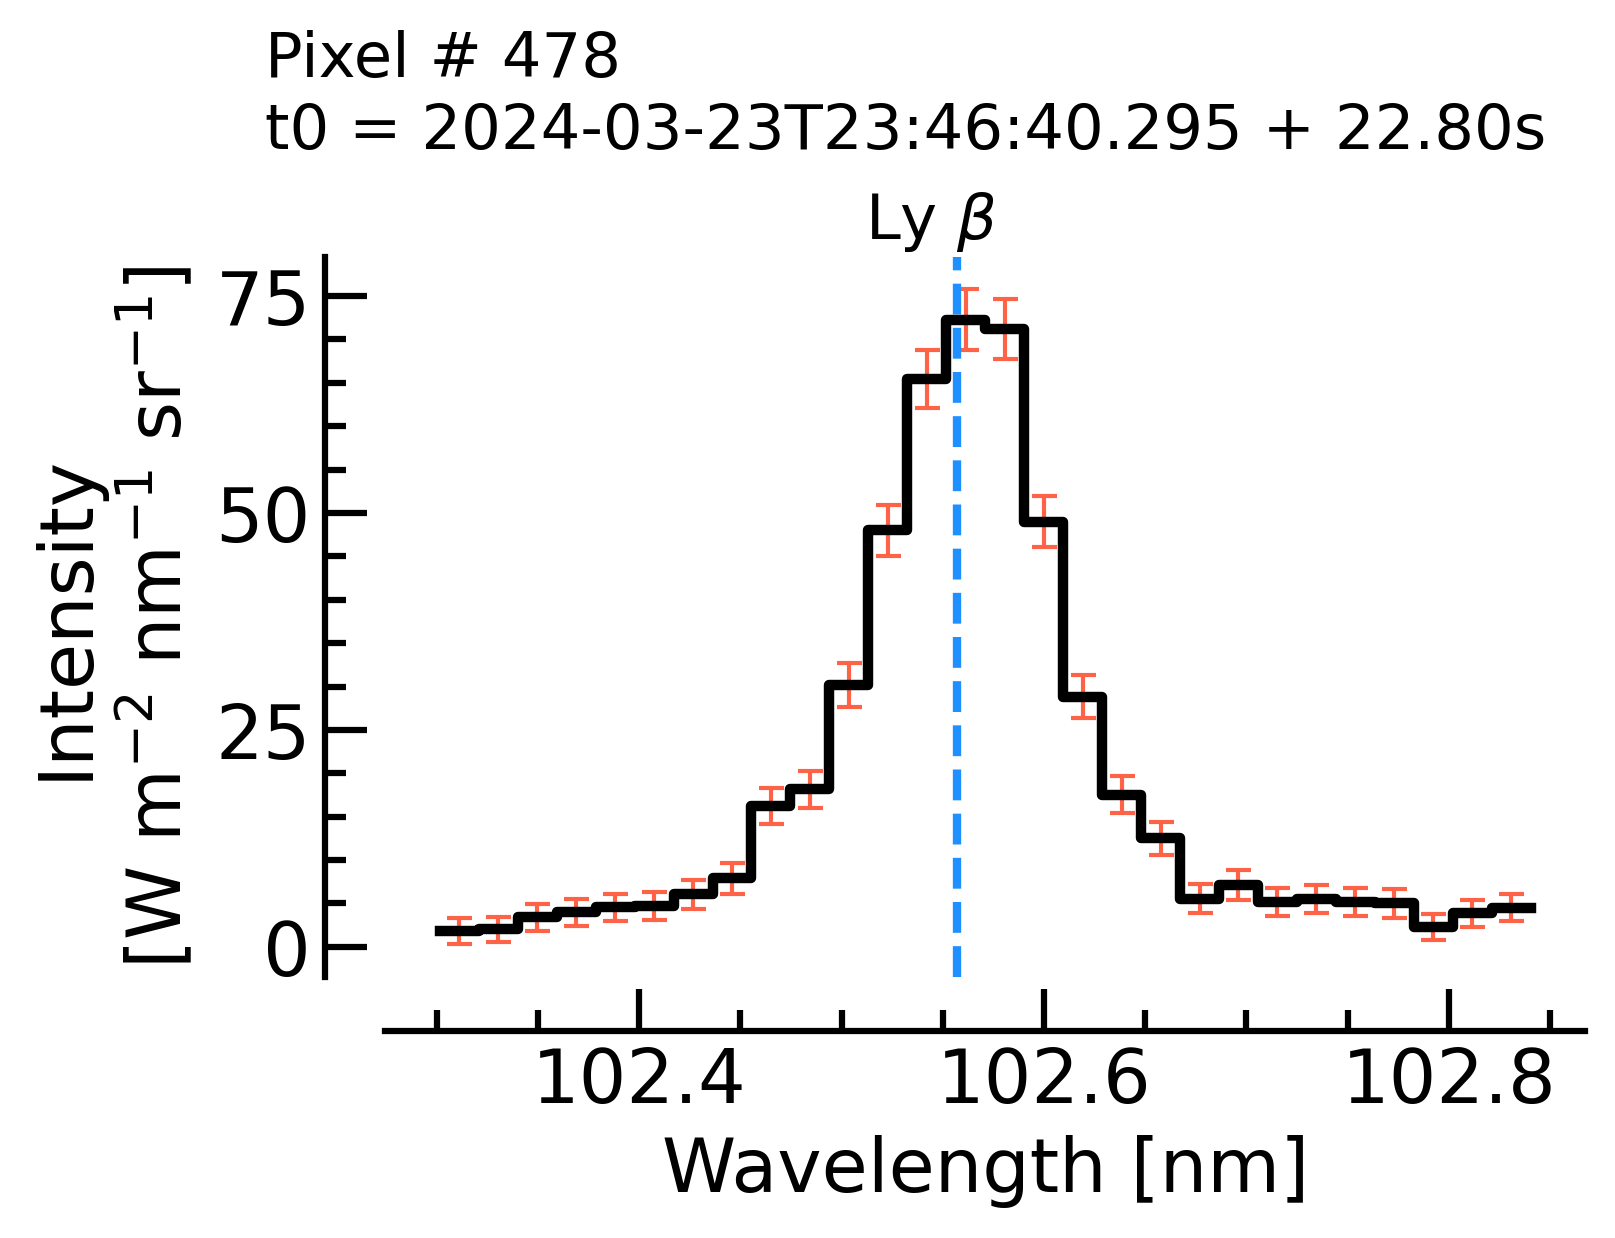 Pixel # 478
t0 = 2024-03-23T23:46:40.295 + 22.80s
Ly β
Intensity
[W m⁻² nm⁻¹ sr⁻¹]
75
50
25
0
102.4 102.6 102.8
Wavelength [nm]